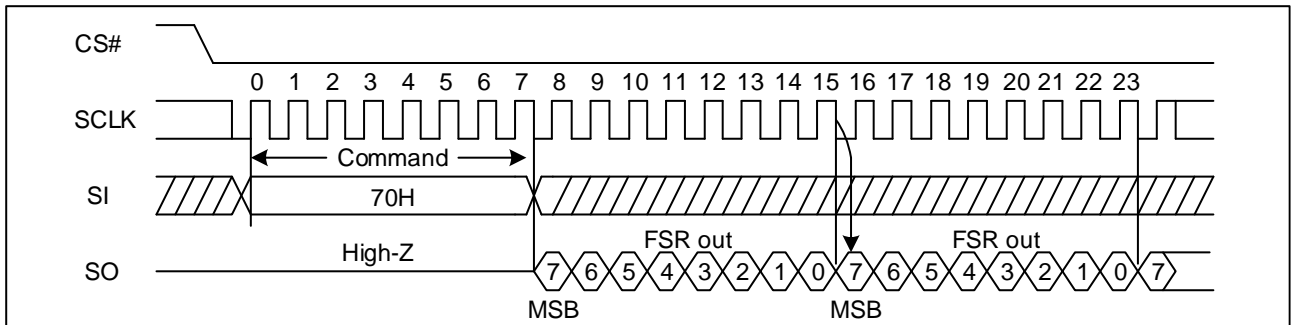 CS#
0 1 2 3 4 5 6 7 8 9 10 11 12 13 14 15 16 17 18 19 20 21 22 23
SCLK
Command
SI
70H
High-Z
FSR out FSR out
SO
7 6 5 4 3 2 1 0 7 6 5 4 3 2 1 0 7
MSB MSB